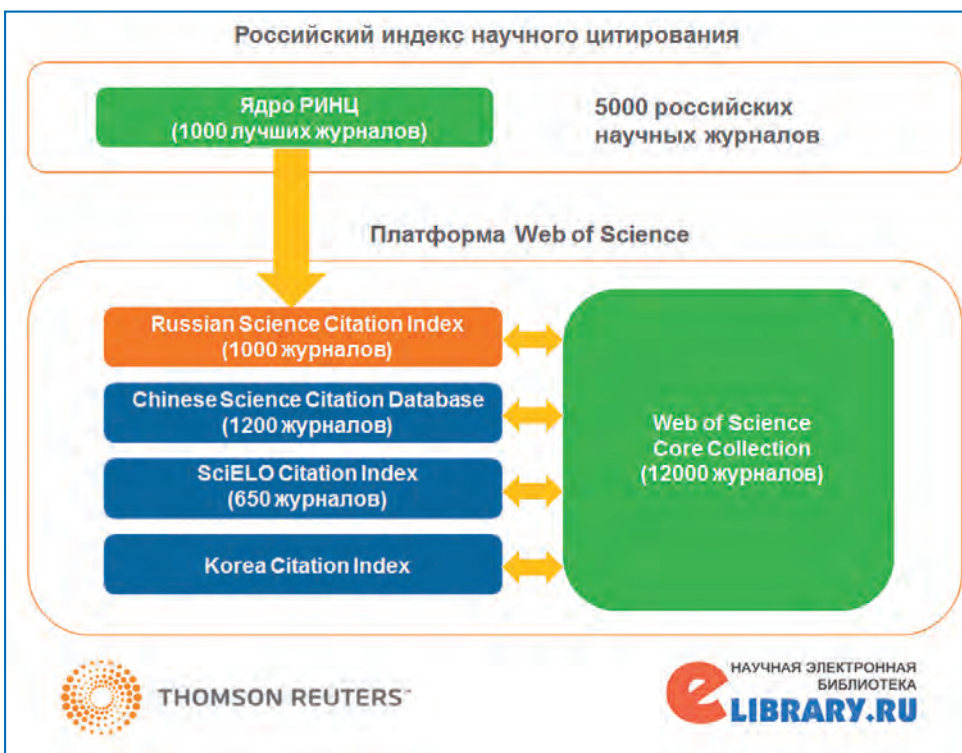 Российский индекс научного цитирования
Ядро РИНЦ
(1000 лучших журналов)
5000 российских
научных журналов
Платформа Web of Science
Russian Science Citation Index
(1000 журналов)
Chinese Science Citation Database
(1200 журналов)
SciELO Citation Index
(650 журналов)
Korea Citation Index
Web of Science
Core Collection
(12000 журналов)
THOMSON REUTERS™
НАУЧНАЯ ЭЛЕКТРОННАЯ
БИБЛИОТЕКА
eLIBRARY.RU